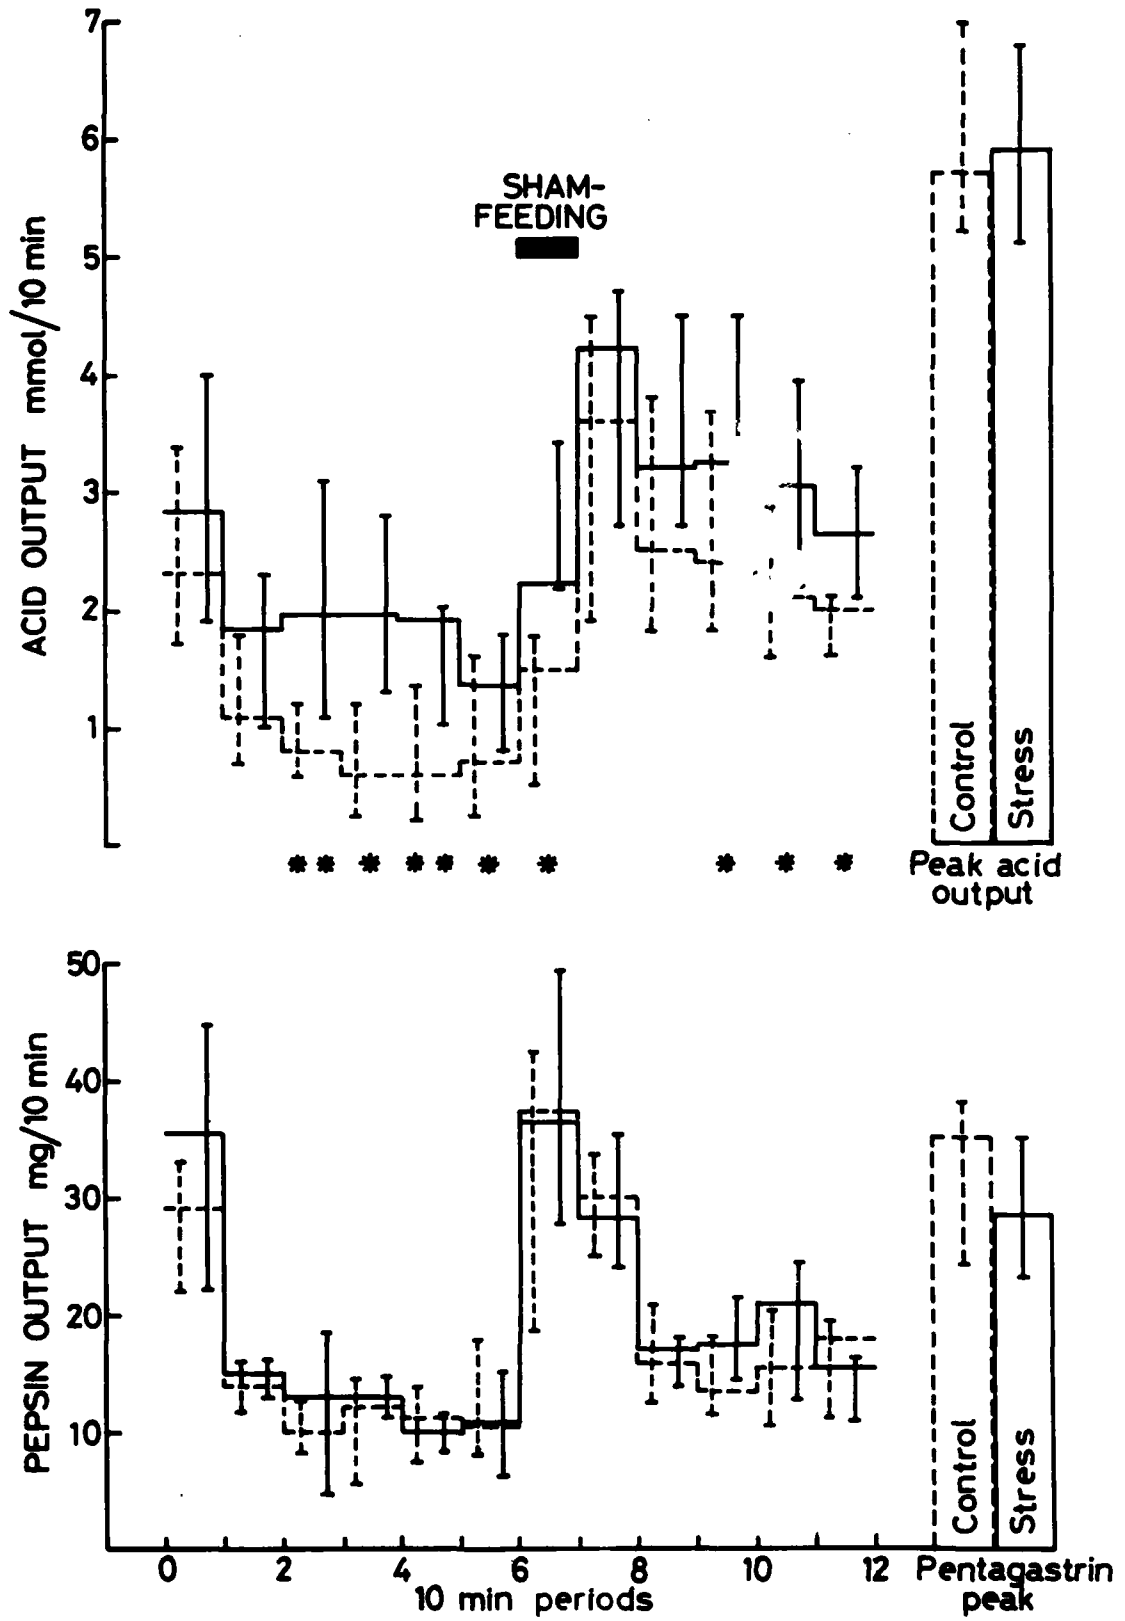 7
6
5
4
3
2
1
ACID OUTPUT mmol/10 min
SHAM-
FEEDING
Control
Stress
* * * * * * * * * *
Peak acid
output
50
40
30
20
10
PEPSIN OUTPUT mg/10 min
Control
Stress
0 2 4 6 8 10 12
10 min periods
Pentagastrin
peak